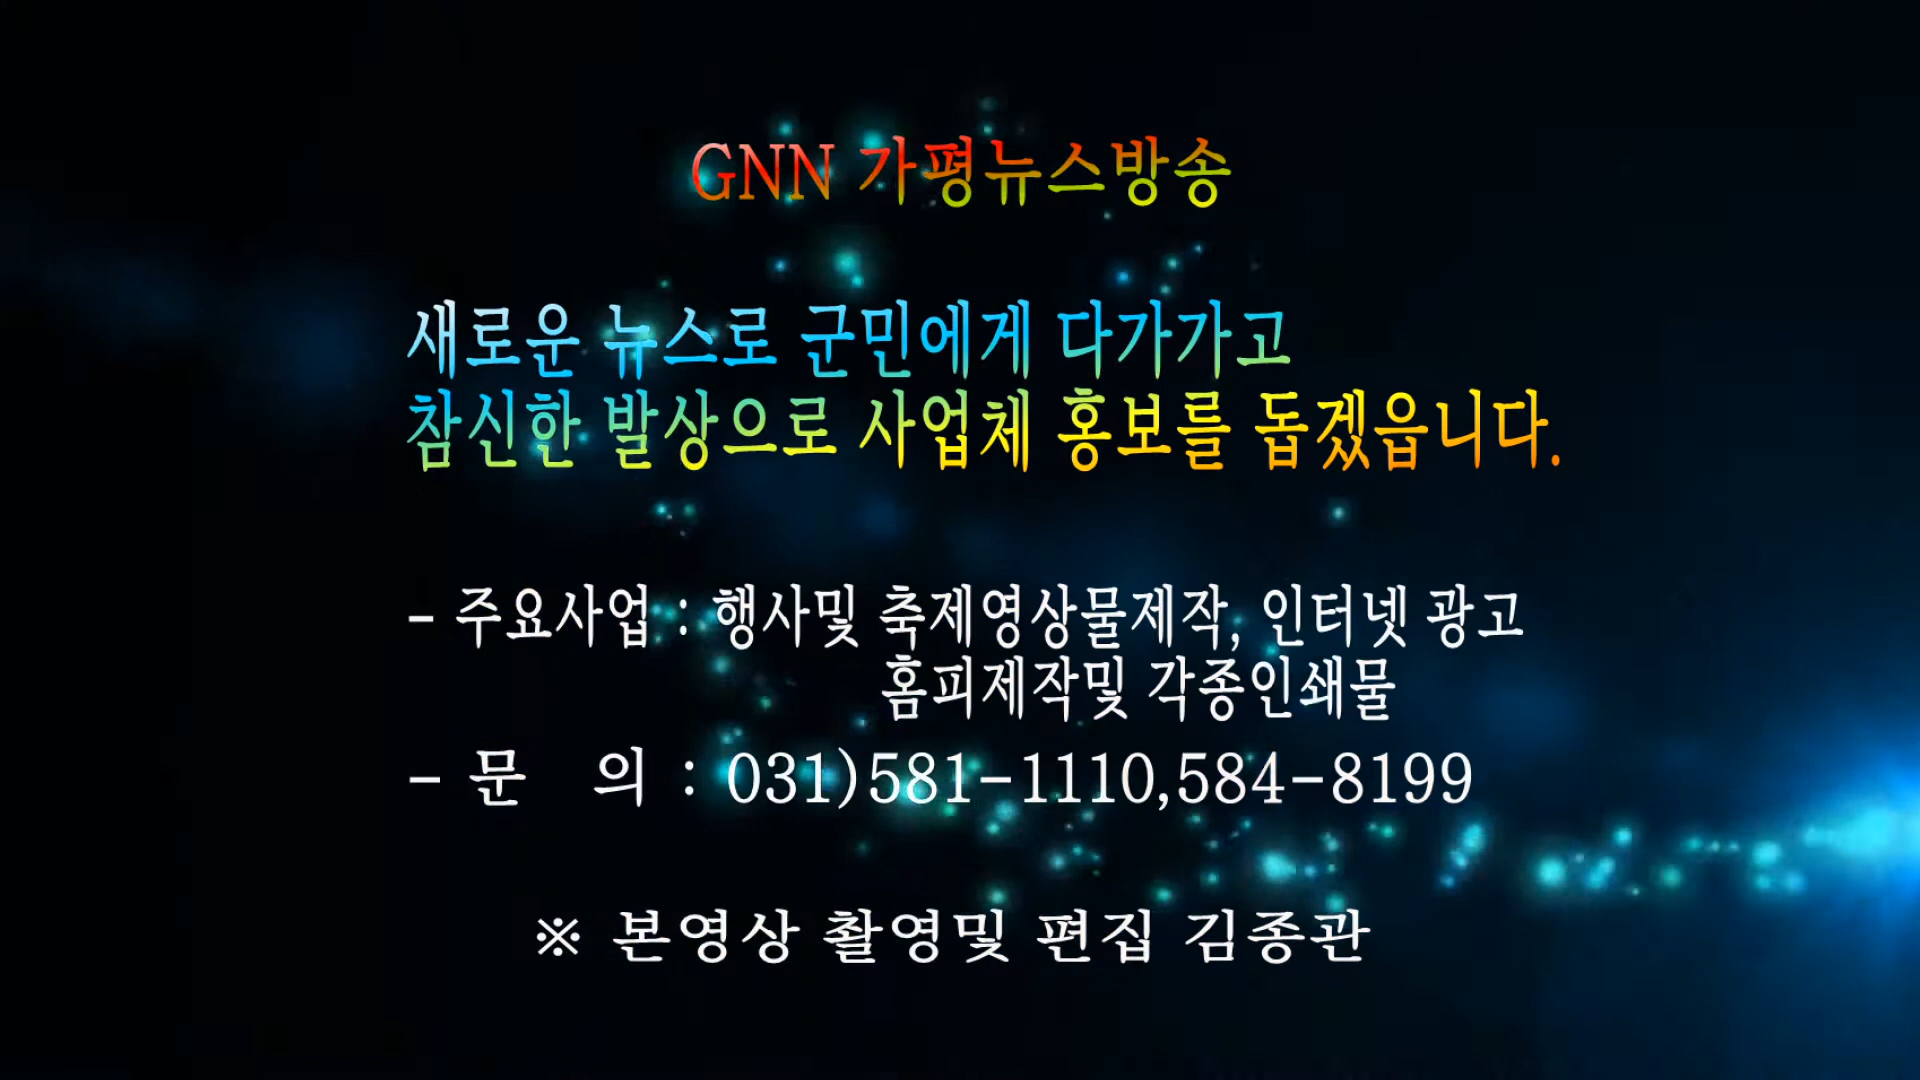 GNN 가평뉴스방송
새로운 뉴스로 군민에게 다가가고
참신한 발상으로 사업체 홍보를 돕겠읍니다.
- 주요사업 : 행사및 축제영상물제작, 인터넷 광고
홈피제작및 각종인쇄물
- 문 의 : 031)581-1110,584-8199
※ 본영상 촬영및 편집 김종관